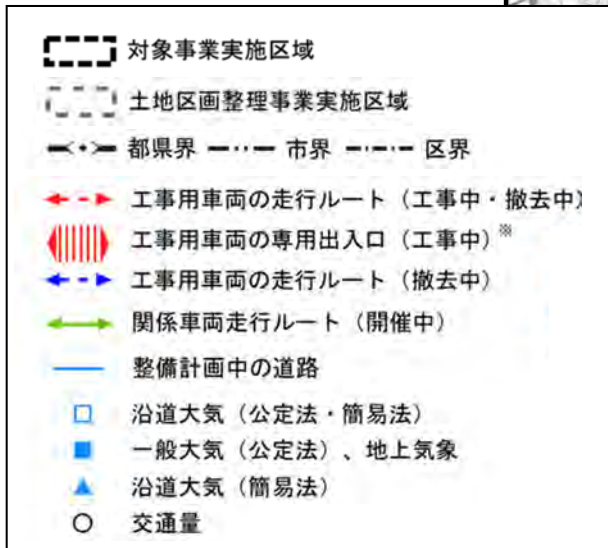 対象事業実施区域
土地区画整理事業実施区域
都県界 市界 区界
工事用車両の走行ルート（工事中・撤去中）
工事用車両の専用出入口（工事中）※
工事用車両の走行ルート（撤去中）
関係車両走行ルート（開催中）
整備計画中の道路
沿道大気（公定法・簡易法）
一般大気（公定法）、地上気象
沿道大気（簡易法）
交通量